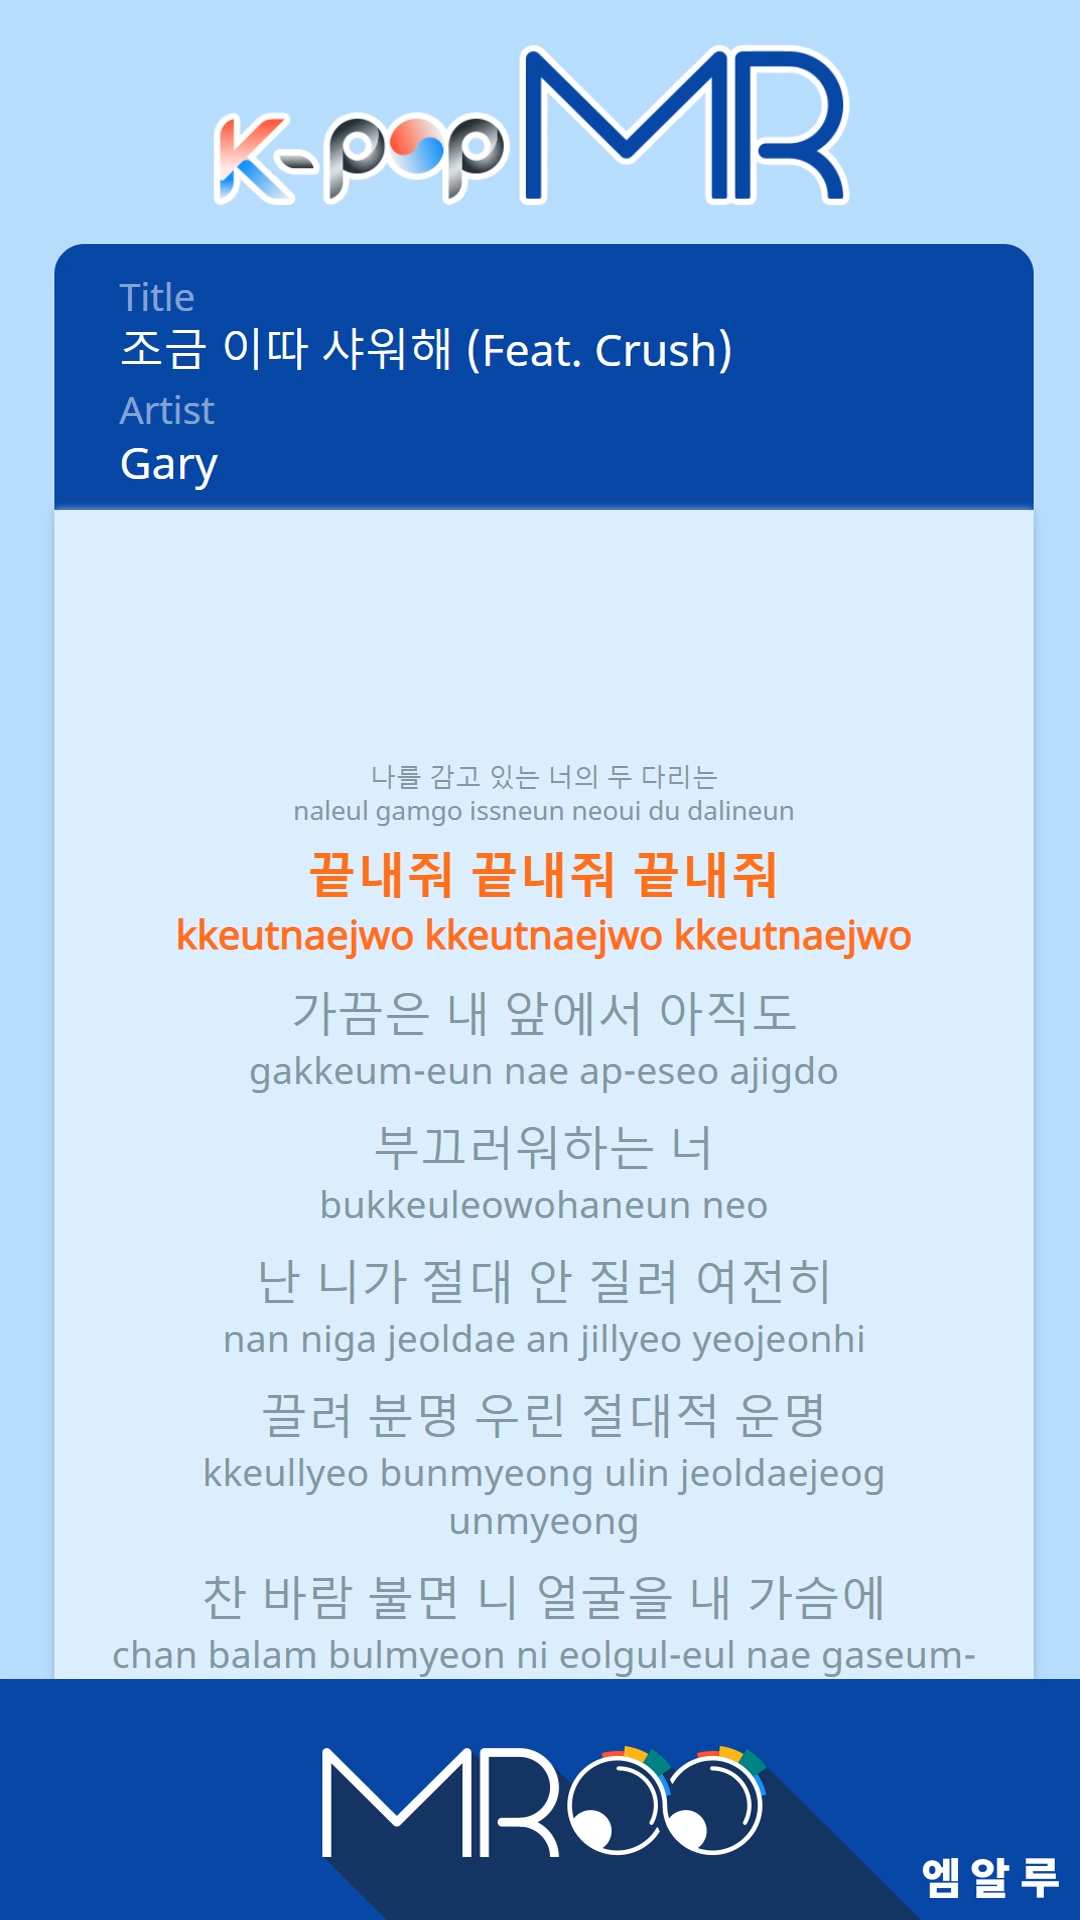 K-pop MR
Title
조금 이따 샤워해 (Feat. Crush)
Artist
Gary
나를 감고 있는 너의 두 다리는
naleul gamgo issneun neoui du dalineun
끝내줘 끝내줘 끝내줘
kkeutnaejwo kkeutnaejwo kkeutnaejwo
가끔은 내 앞에서 아직도
gakkeum-eun nae ap-eseo ajigdo
부끄러워하는 너
bukkeuleowohaneun neo
난 니가 절대 안 질려 여전히
nan niga jeoldae an jillyeo yeojeonhi
끌려 분명 우린 절대적 운명
kkeullyeo bunmyeong ulin jeoldaejeog
unmyeong
찬 바람 불면 니 얼굴을 내 가슴에
chan balam bulmyeon ni eolgul-eul nae gaseum-
MROO
엠알루